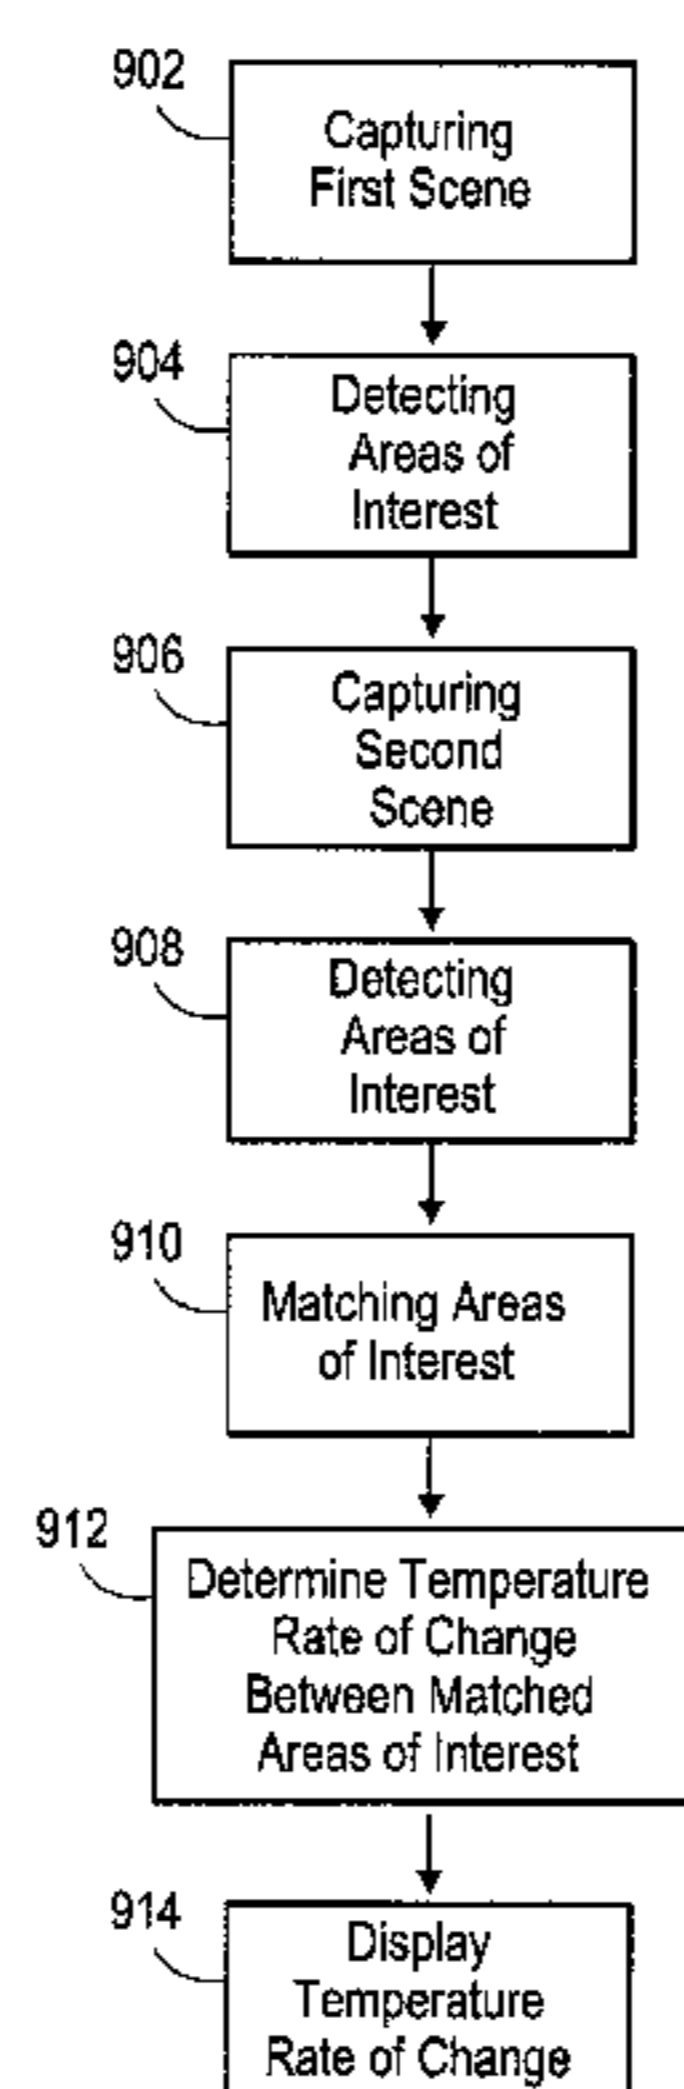 902
Capturing
First Scene
904
Detecting
Areas of
Interest
906
Capturing
Second
Scene
908
Detecting
Areas of
Interest
910
Matching Areas
of Interest
912
Determine Temperature
Rate of Change
Between Matched
Areas of Interest
914
Display
Temperature
Rate of Change